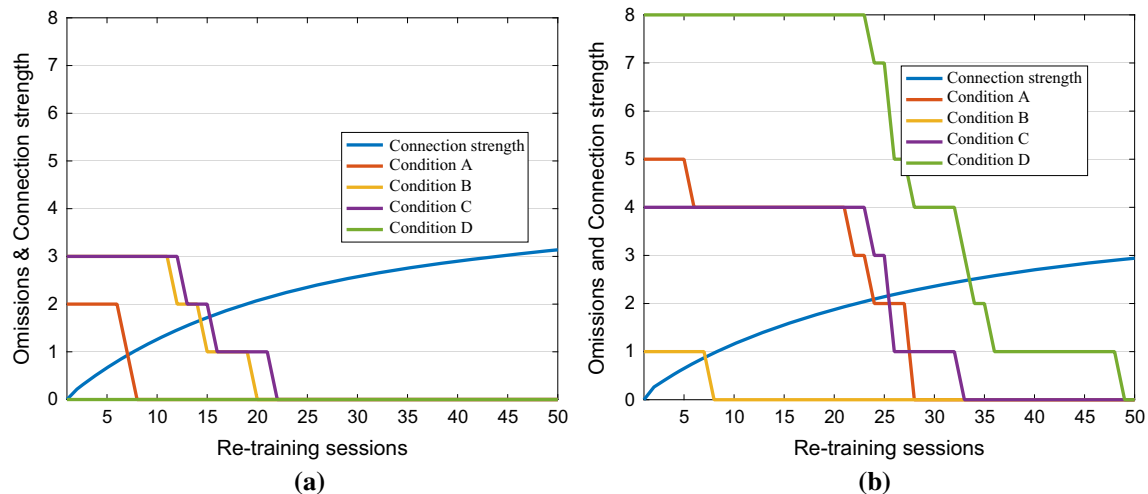 Omissions & Connection strength
8
7
6
5
4
3
2
1
0
Connection strength
Condition A
Condition B
Condition C
Condition D
5 10 15 20 25 30 35 40 45 50
Re-training sessions
(a)
Omissions and Connection strength
8
7
6
5
4
3
2
1
0
Connection strength
Condition A
Condition B
Condition C
Condition D
5 10 15 20 25 30 35 40 45 50
Re-training sessions
(b)